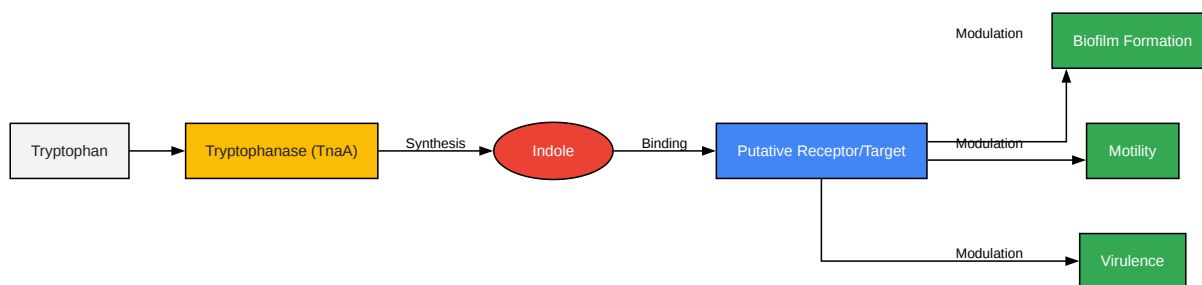 Modulation
Biofilm Formation
Tryptophan
Tryptophanase (TnaA)
Synthesis
Indole
Binding
Putative Receptor/Target
Modulation
Motility
Modulation
Virulence